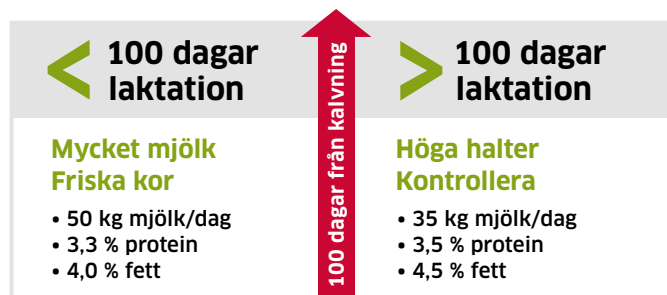 < 100 dagar
laktation
Mycket mjölk
Friska kor
• 50 kg mjölk/dag
• 3,3 % protein
• 4,0 % fett
100 dagar från kalvning
> 100 dagar
laktation
Höga halter
Kontrollera
• 35 kg mjölk/dag
• 3,5 % protein
• 4,5 % fett